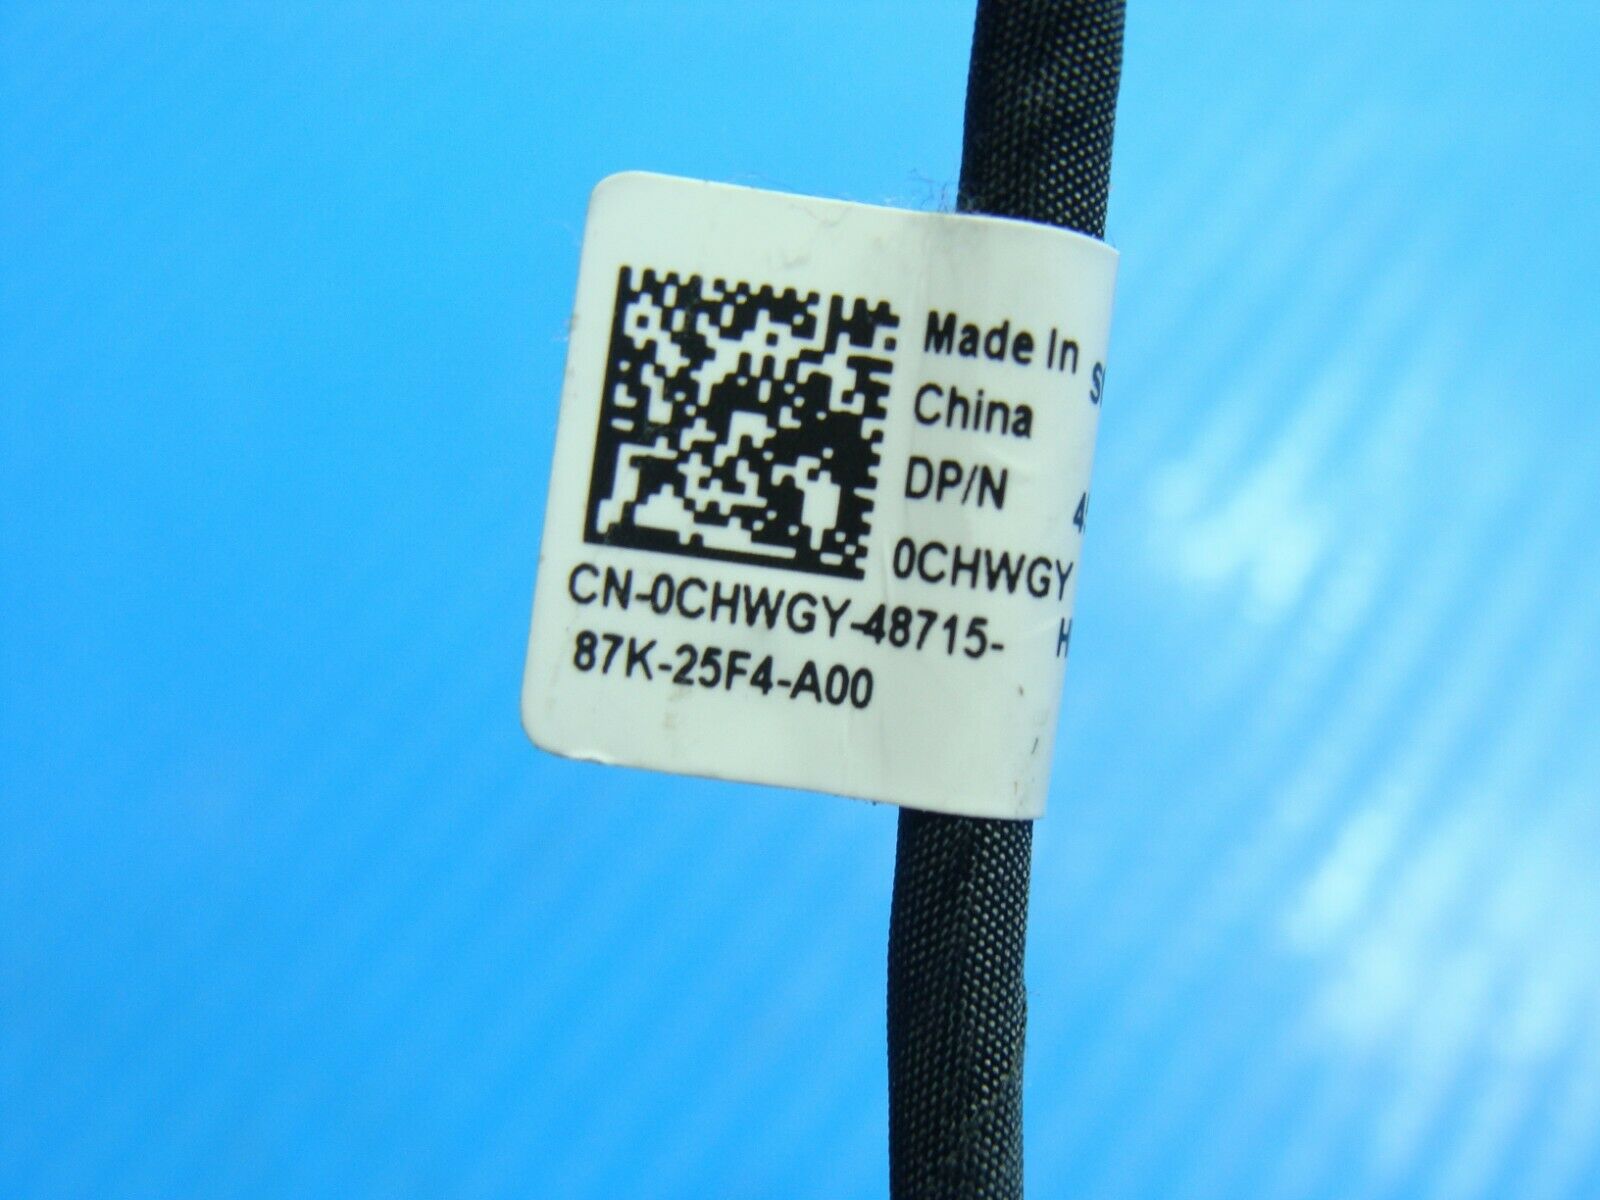 Made In
China
DP/N
0CHWGY
CN-0CHWGY-48715-
87K-25F4-A00